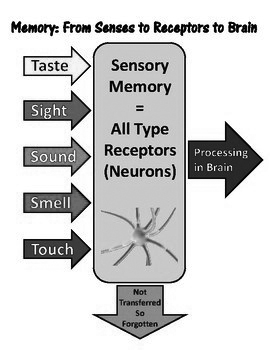 Memory: From Senses to Receptors to Brain
Taste
Sight
Sound
Smell
Touch
Sensory
Memory
=
All Type
Receptors
(Neurons)
Processing
in Brain
Not
Transferred
So
Forgotten